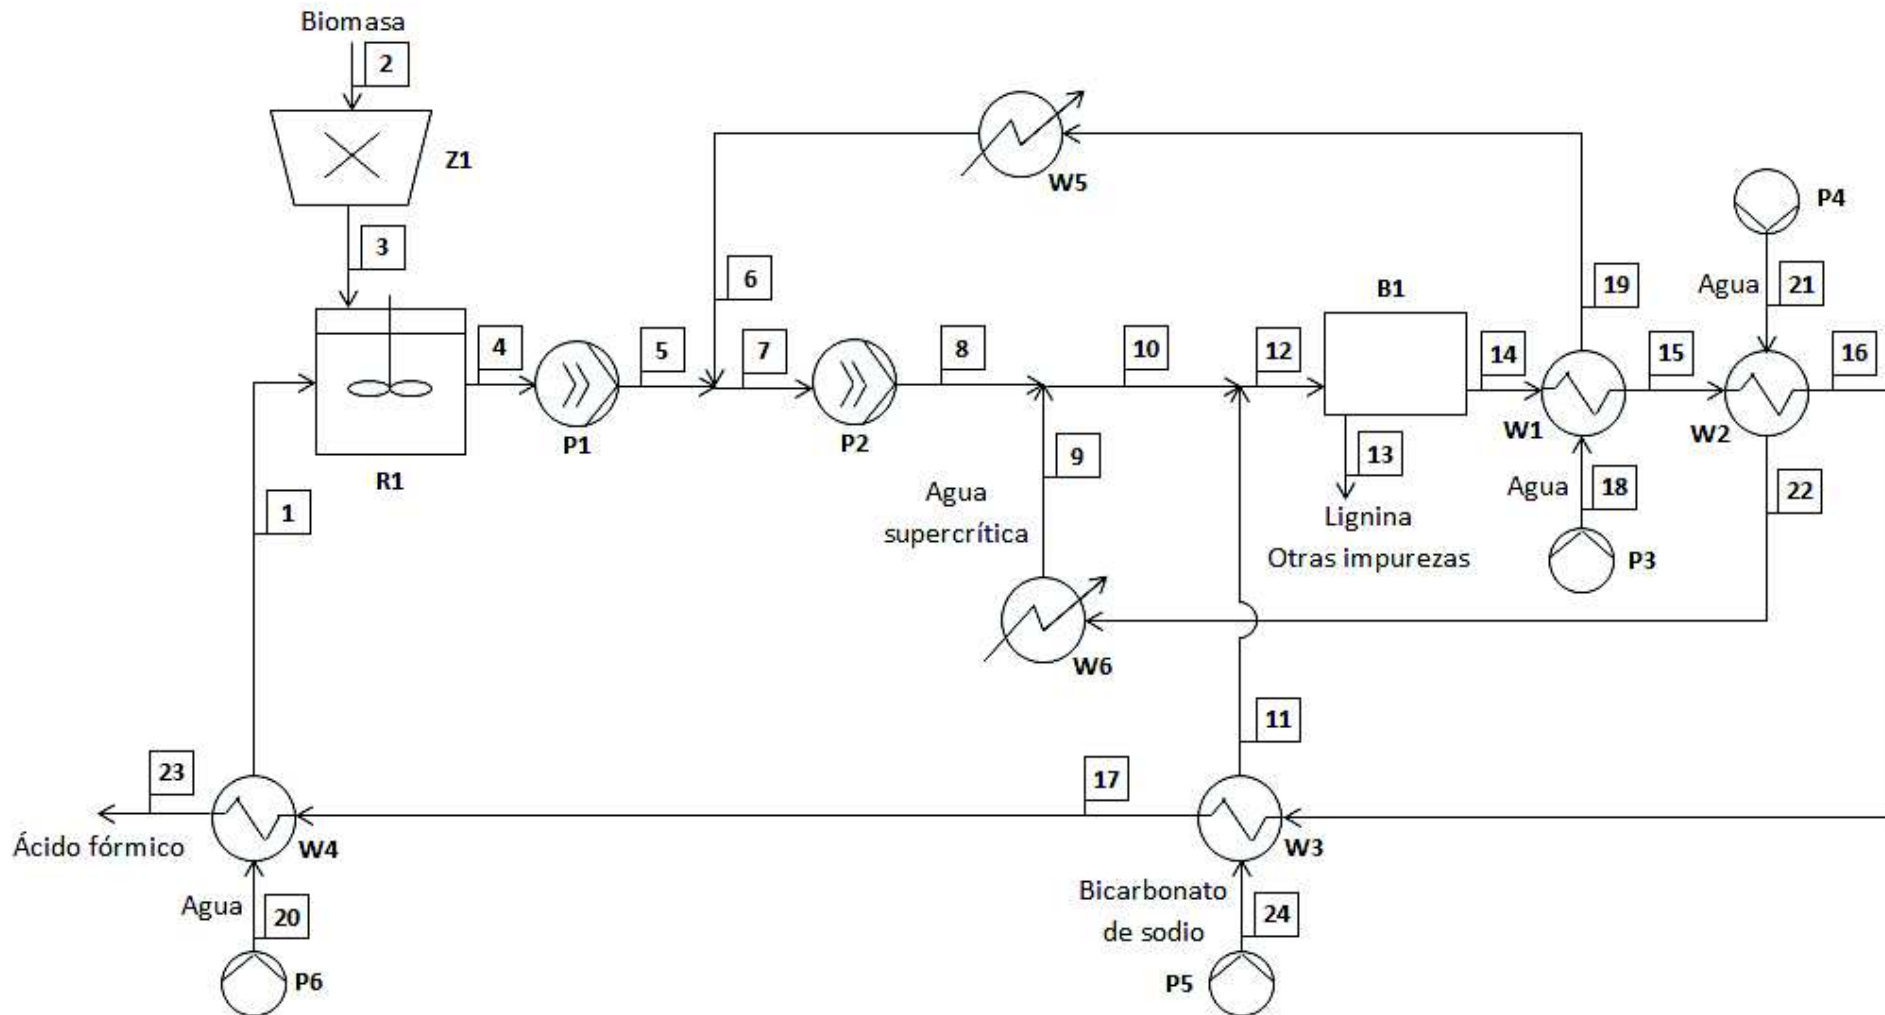 Biomasa
2
Z1
W5
P4
3
6
19
Agua
21
B1
4
5
7
8
10
12
14
15
16
P1
P2
W1
W2
R1
9
13
Agua
18
22
1
Agua
supercrítica
Lignina
Otras impurezas
P3
W6
11
23
17
Ácido fórmico
W4
W3
Agua
20
Bicarbonato
de sodio
24
P6
P5